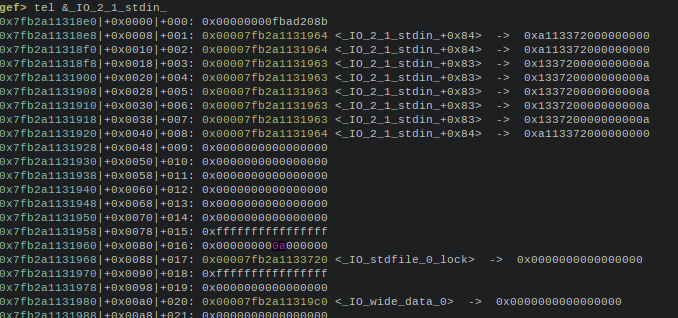 gef> tel &_IO_2_1_stdin_
0x7fb2a11318e0|+0x0000|+000: 0x00000000fbad208b
0x7fb2a11318e8|+0x0008|+001: 0x00007fb2a1131964 <_IO_2_1_stdin_+0x84>  ->  0xa113372000000000
0x7fb2a11318f0|+0x0010|+002: 0x00007fb2a1131964 <_IO_2_1_stdin_+0x84>  ->  0xa113372000000000
0x7fb2a11318f8|+0x0018|+003: 0x00007fb2a1131963 <_IO_2_1_stdin_+0x83>  ->  0x133720000000000a
0x7fb2a1131900|+0x0020|+004: 0x00007fb2a1131963 <_IO_2_1_stdin_+0x83>  ->  0x133720000000000a
0x7fb2a1131908|+0x0028|+005: 0x00007fb2a1131963 <_IO_2_1_stdin_+0x83>  ->  0x133720000000000a
0x7fb2a1131910|+0x0030|+006: 0x00007fb2a1131963 <_IO_2_1_stdin_+0x83>  ->  0x133720000000000a
0x7fb2a1131918|+0x0038|+007: 0x00007fb2a1131963 <_IO_2_1_stdin_+0x83>  ->  0x133720000000000a
0x7fb2a1131920|+0x0040|+008: 0x00007fb2a1131964 <_IO_2_1_stdin_+0x84>  ->  0xa113372000000000
0x7fb2a1131928|+0x0048|+009: 0x0000000000000000
0x7fb2a1131930|+0x0050|+010: 0x0000000000000000
0x7fb2a1131938|+0x0058|+011: 0x0000000000000000
0x7fb2a1131940|+0x0060|+012: 0x0000000000000000
0x7fb2a1131948|+0x0068|+013: 0x0000000000000000
0x7fb2a1131950|+0x0070|+014: 0x0000000000000000
0x7fb2a1131958|+0x0078|+015: 0xffffffffffffffff
0x7fb2a1131960|+0x0080|+016: 0x000000000a000000
0x7fb2a1131968|+0x0088|+017: 0x00007fb2a1133720 <_IO_stdfile_0_lock>  ->  0x0000000000000000
0x7fb2a1131970|+0x0090|+018: 0xffffffffffffffff
0x7fb2a1131978|+0x0098|+019: 0x0000000000000000
0x7fb2a1131980|+0x00a0|+020: 0x00007fb2a11319c0 <_IO_wide_data_0>  ->  0x0000000000000000
0x7fb2a1131988|+0x00a8|+021: 0x0000000000000000